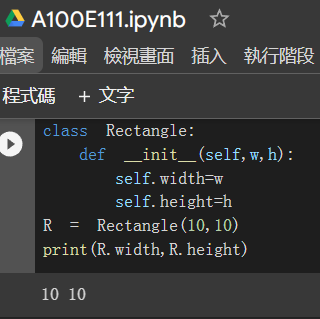 A100E111.ipynb
檔案 編輯 檢視畫面 插入 執行階段
程式碼 + 文字
class Rectangle:
    def __init__(self,w,h):
        self.width=w
        self.height=h
R = Rectangle(10,10)
print(R.width,R.height)
10 10